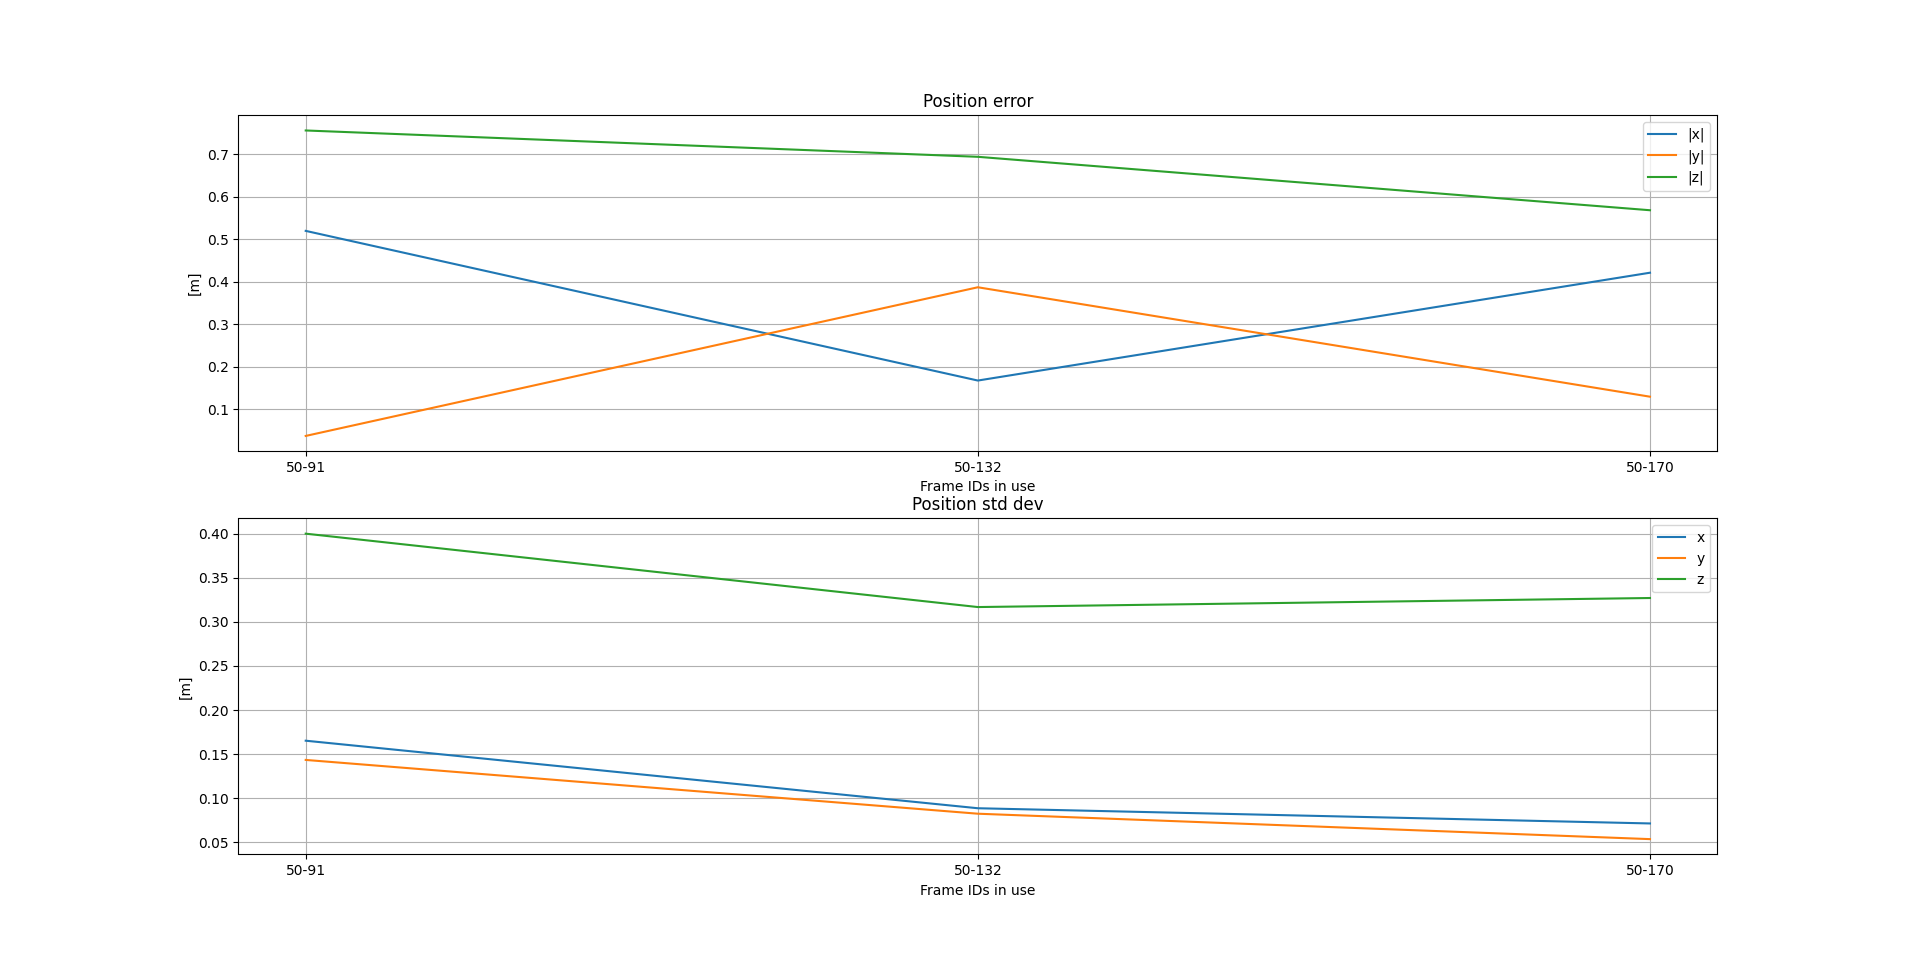 Position error
|x|
|y|
|z|
0.7
0.6
0.5
0.4
0.3
0.2
0.1
[m]
50-91 50-132 50-170
Frame IDs in use
Position std dev
x
y
z
0.40
0.35
0.30
0.25
0.20
0.15
0.10
0.05
[m]
50-91 50-132 50-170
Frame IDs in use